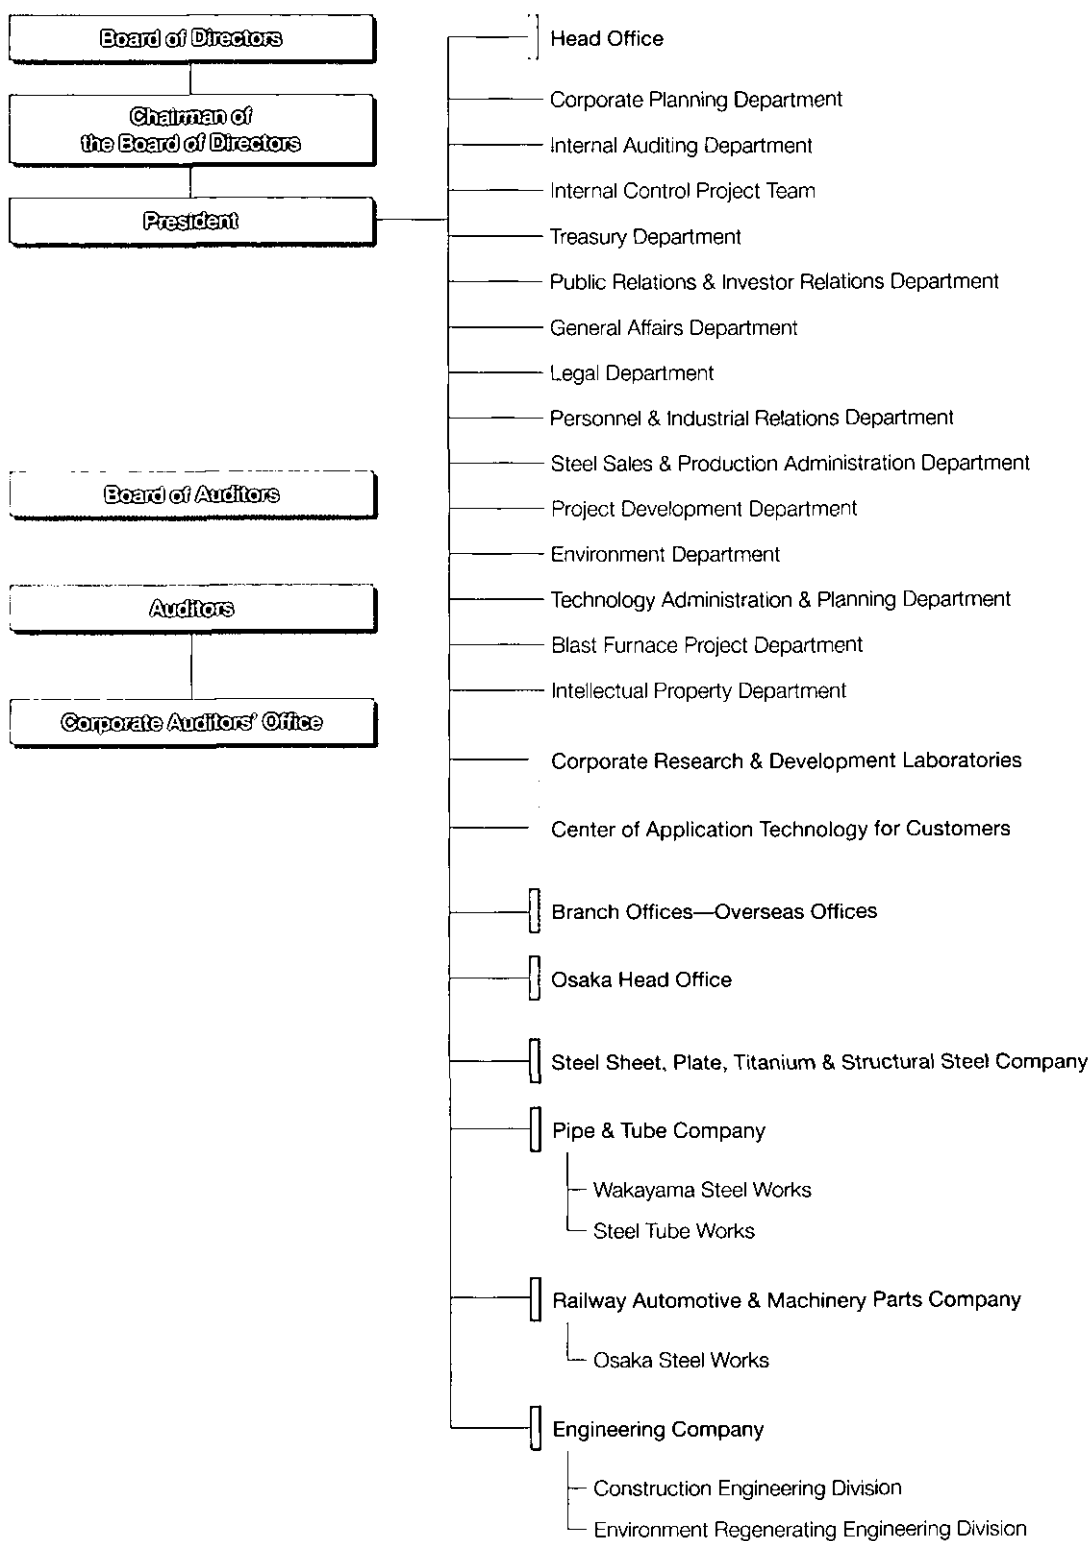 Board of Directors
Chairman of
the Board of Directors
President
Board of Auditors
Auditors
Corporate Auditors' Office
Head Office
Corporate Planning Department
Internal Auditing Department
Internal Control Project Team
Treasury Department
Public Relations & Investor Relations Department
General Affairs Department
Legal Department
Personnel & Industrial Relations Department
Steel Sales & Production Administration Department
Project Development Department
Environment Department
Technology Administration & Planning Department
Blast Furnace Project Department
Intellectual Property Department
Corporate Research & Development Laboratories
Center of Application Technology for Customers
Branch Offices—Overseas Offices
Osaka Head Office
Steel Sheet, Plate, Titanium & Structural Steel Company
Pipe & Tube Company
Wakayama Steel Works
Steel Tube Works
Railway Automotive & Machinery Parts Company
Osaka Steel Works
Engineering Company
Construction Engineering Division
Environment Regenerating Engineering Division